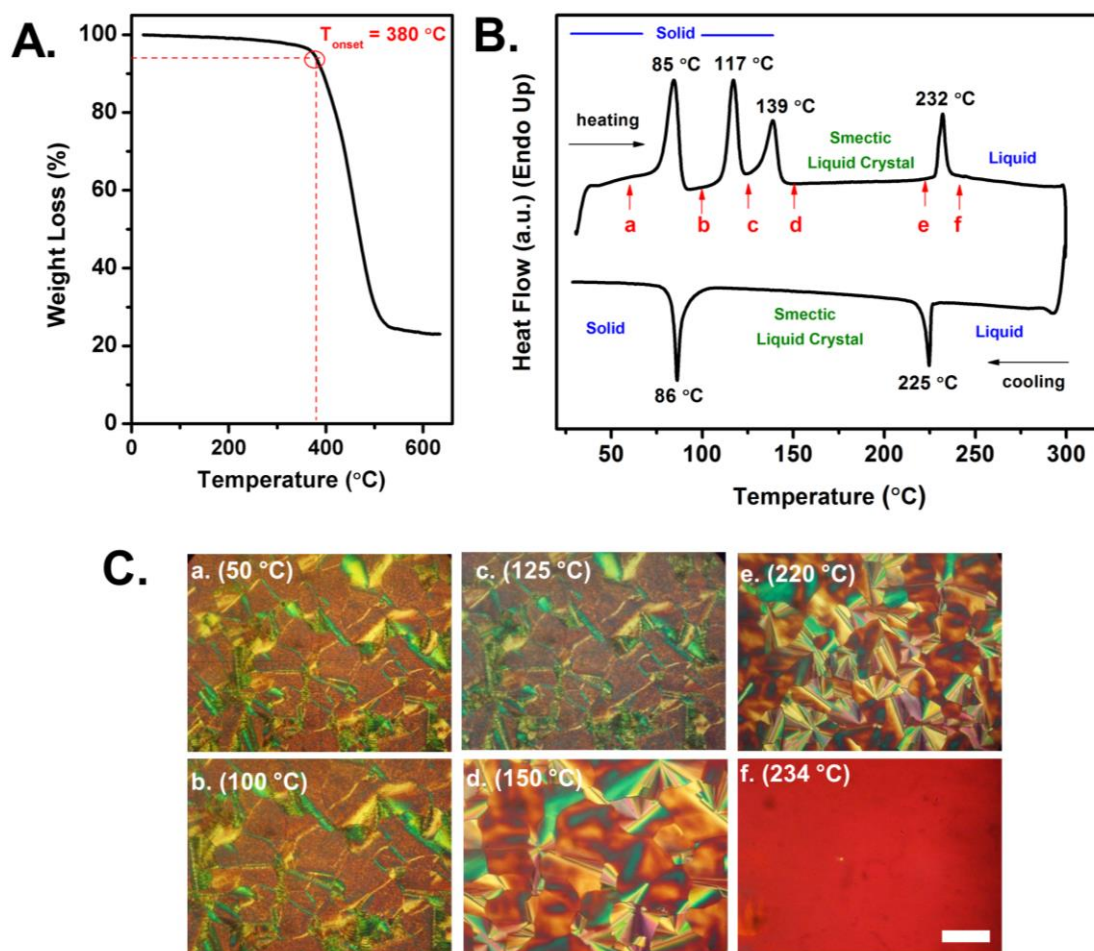 A.
T onset = 380 °C
100
80
60
40
20
0
Weight Loss (%)
0 200 400 600
Temperature (°C)
B.
Solid
85 °C 117 °C
139 °C
232 °C
heating
Smectic
Liquid Crystal
Liquid
a b c d e f
Solid
Smectic
Liquid Crystal
Liquid
86 °C
225 °C
cooling
Heat Flow (a.u.) (Endo Up)
50 100 150 200 250 300
Temperature (°C)
C.
a. (50 °C)
c. (125 °C)
e. (220 °C)
b. (100 °C)
d. (150 °C)
f. (234 °C)